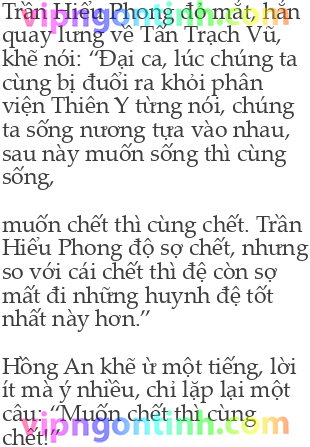 Trần Hiểu Phong đỏ mắt, hắn
vipngontinh.com
quay lưng về Tấn Trạch Vũ,
khẽ nói: “Đại ca, lúc chúng ta
cùng bị đuổi ra khỏi phân
viện Thiên Y từng nói, chúng
ta sống nương tựa vào nhau,
sau này muốn sống thì cùng
sống,
muốn chết thì cùng chết. Trần
Hiểu Phong độ sợ chết, nhưng
so với cái chết thì đệ còn sợ
mất đi những huynh đệ tốt
nhất này hơn.”
Hồng An khẽ ừ một tiếng, lời
ít mà ý nhiều, chỉ lặp lại một
câu: “Muốn chết thì cùng
vipngontinh.com
chết!”